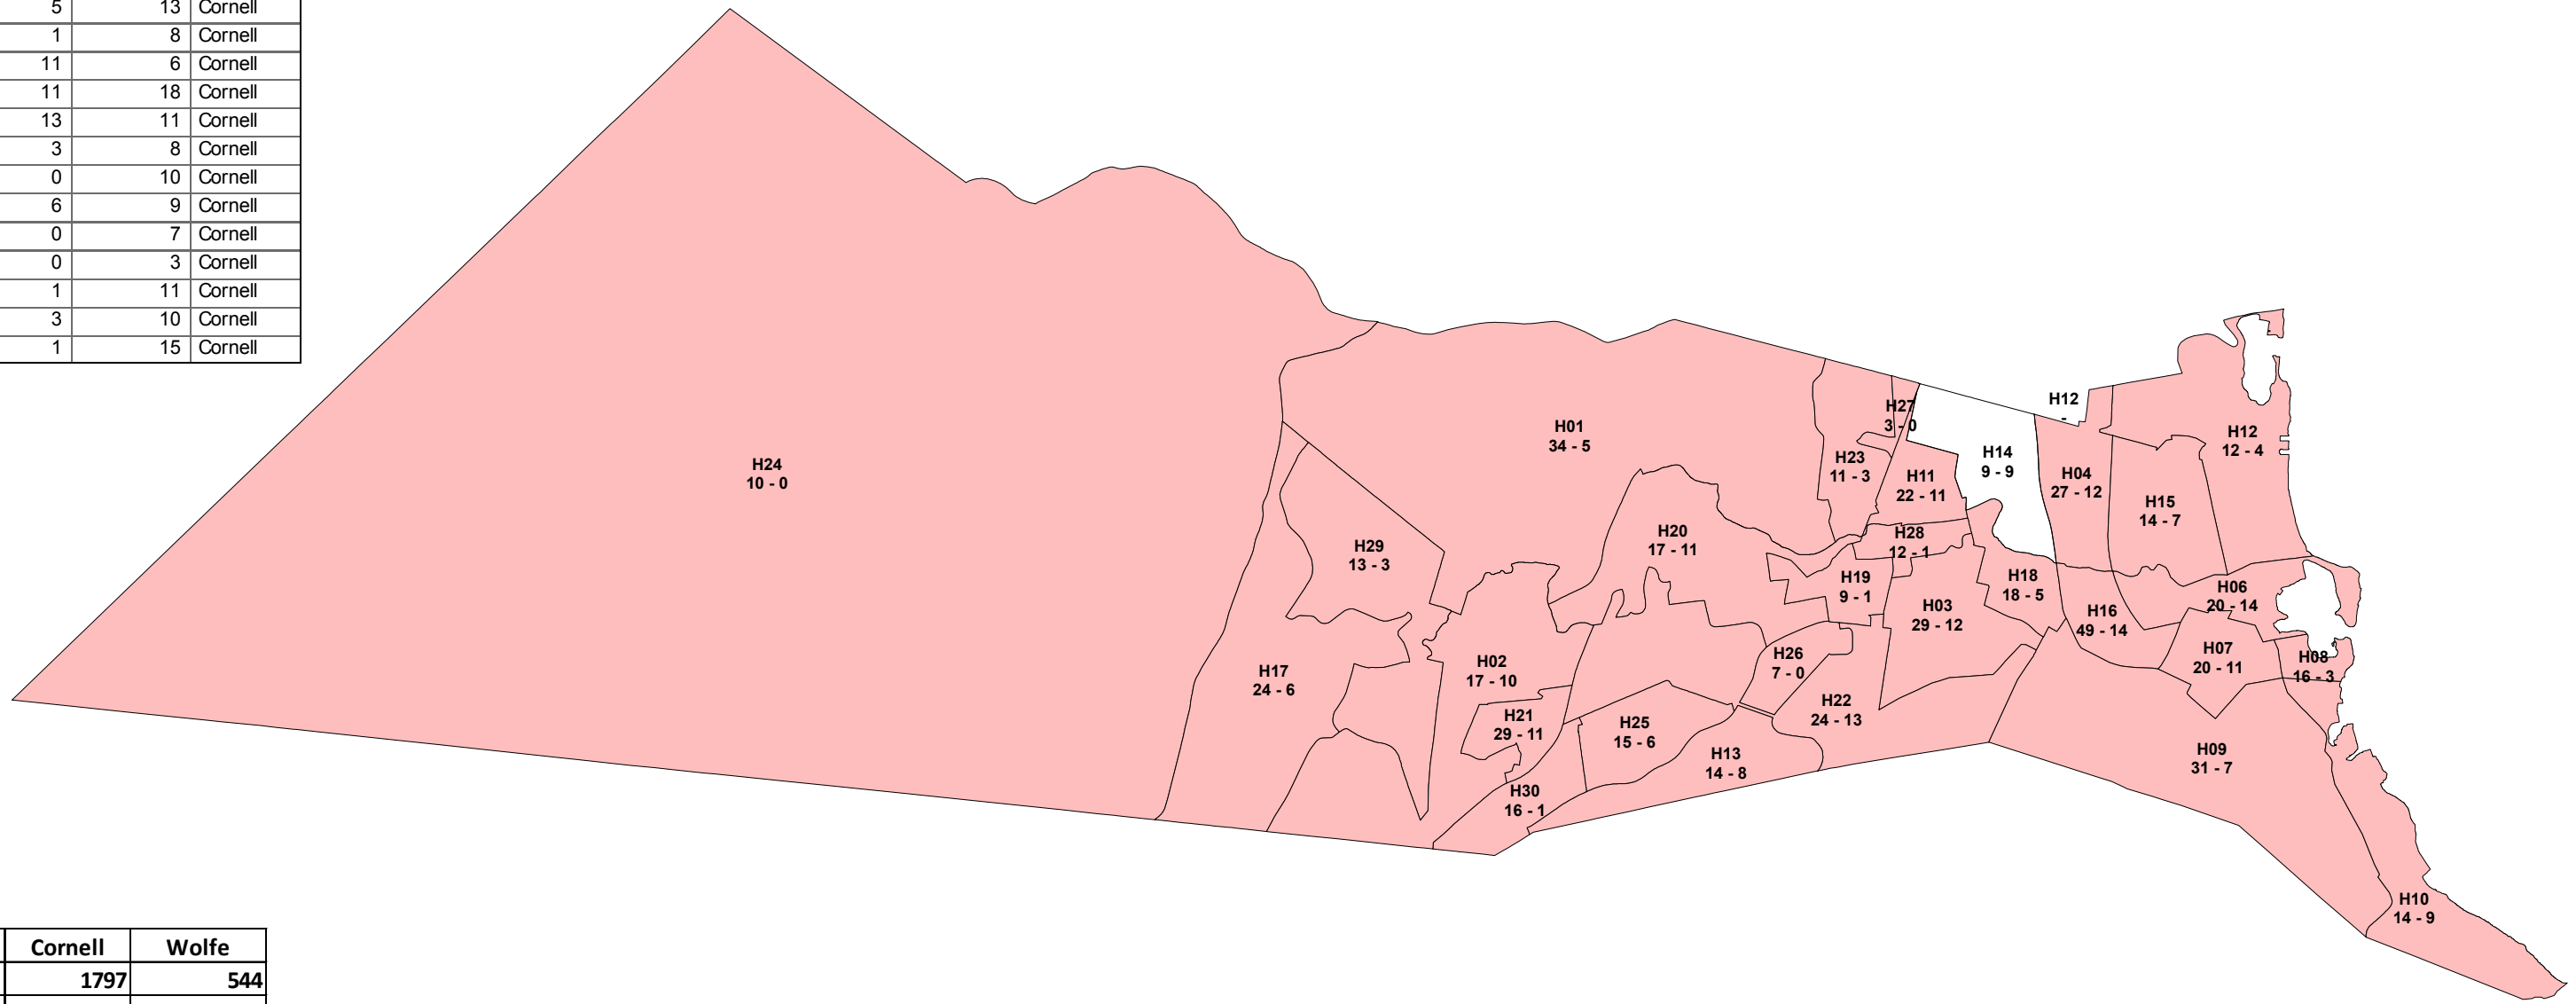 5 13 Cornell
1 8 Cornell
11 6 Cornell
11 18 Cornell
13 11 Cornell
3 8 Cornell
0 10 Cornell
6 9 Cornell
0 7 Cornell
0 3 Cornell
1 11 Cornell
3 10 Cornell
1 15 Cornell
H24
10 - 0
H01
34 - 5
H27
3 - 0
H12
-
H12
12 - 4
H23
11 - 3
H14
9 - 9
H11
22 - 11
H04
27 - 12
H15
14 - 7
H29
13 - 3
H20
17 - 11
H28
12 - 1
H19
9 - 1
H18
18 - 5
H03
29 - 12
H16
49 - 14
H06
20 - 14
H17
24 - 6
H02
17 - 10
H26
7 - 0
H07
20 - 11
H08
16 - 3
H21
29 - 11
H25
15 - 6
H22
24 - 13
H13
14 - 8
H09
31 - 7
H30
16 - 1
H10
14 - 9
Cornell Wolfe
1797 544